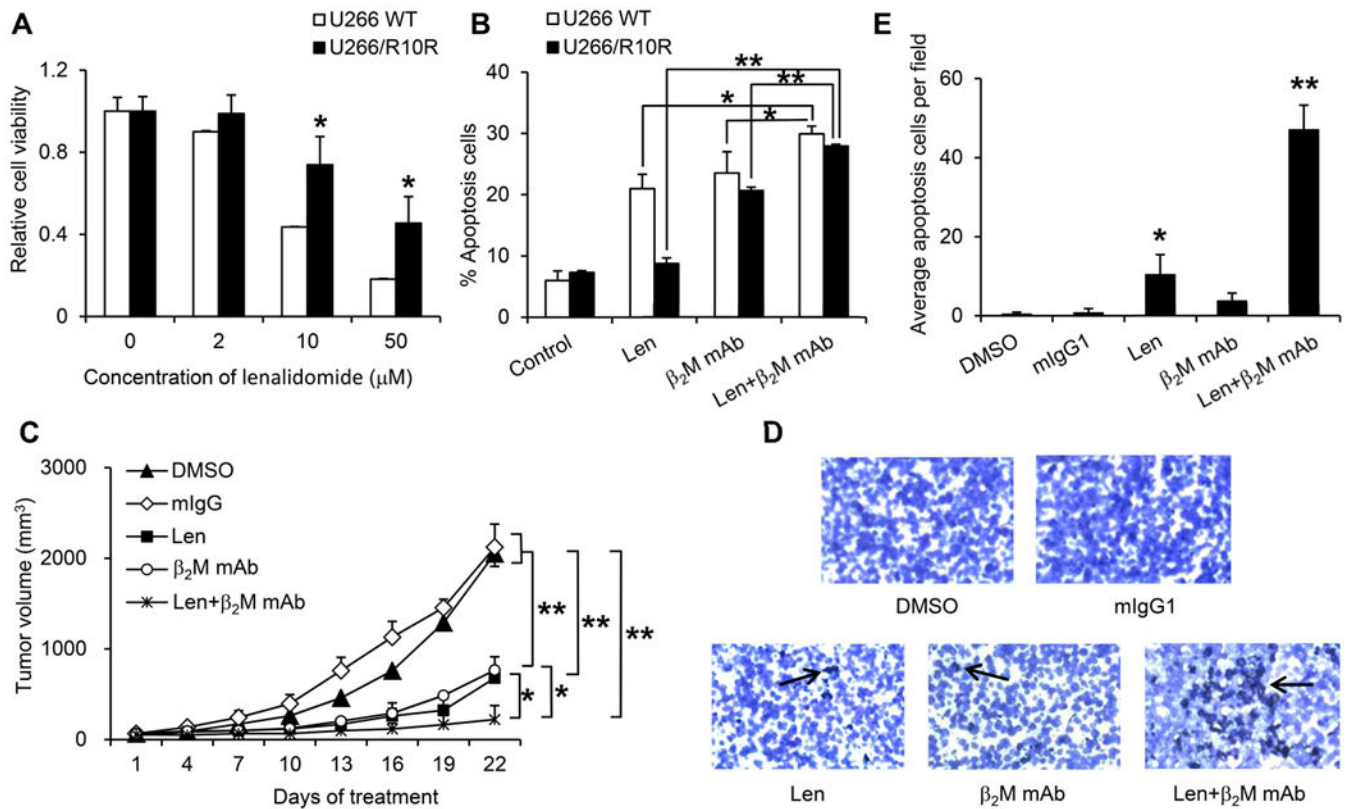 A
U266 WT
U266/R10R
Relative cell viability
1.2
0.8
0.4
0
*
*
0 2 10 50
Concentration of lenalidomide (μM)
B
U266 WT
U266/R10R
% Apoptosis cells
40
30
20
10
0
**
**
*
*
Control
Len
β₂M mAb
Len+β₂M mAb
E
Average apoptosis cells per field
60
40
20
0
*
**
DMSO
mIgG1
Len
β₂M mAb
Len+β₂M mAb
C
Tumor volume (mm³)
3000
2000
1000
0
DMSO
mIgG
Len
β₂M mAb
Len+β₂M mAb
**
**
**
*
*
1 4 7 10 13 16 19 22
Days of treatment
D
DMSO
mIgG1
Len
β₂M mAb
Len+β₂M mAb